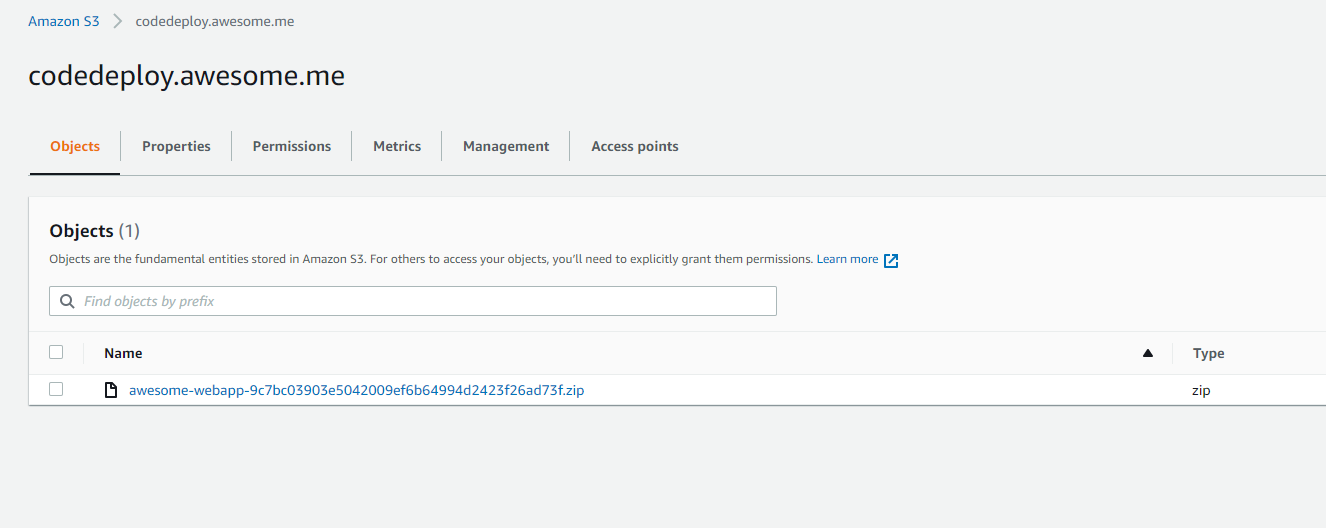 Amazon S3 > codedeploy.awesome.me
codedeploy.awesome.me
Objects Properties Permissions Metrics Management Access points
Objects (1)
Objects are the fundamental entities stored in Amazon S3. For others to access your objects, you'll need to explicitly grant them permissions. Learn more
Find objects by prefix
Name Type
awesome-webapp-9c7bc03903e5042009ef6b64994d2423f26ad73f.zip zip